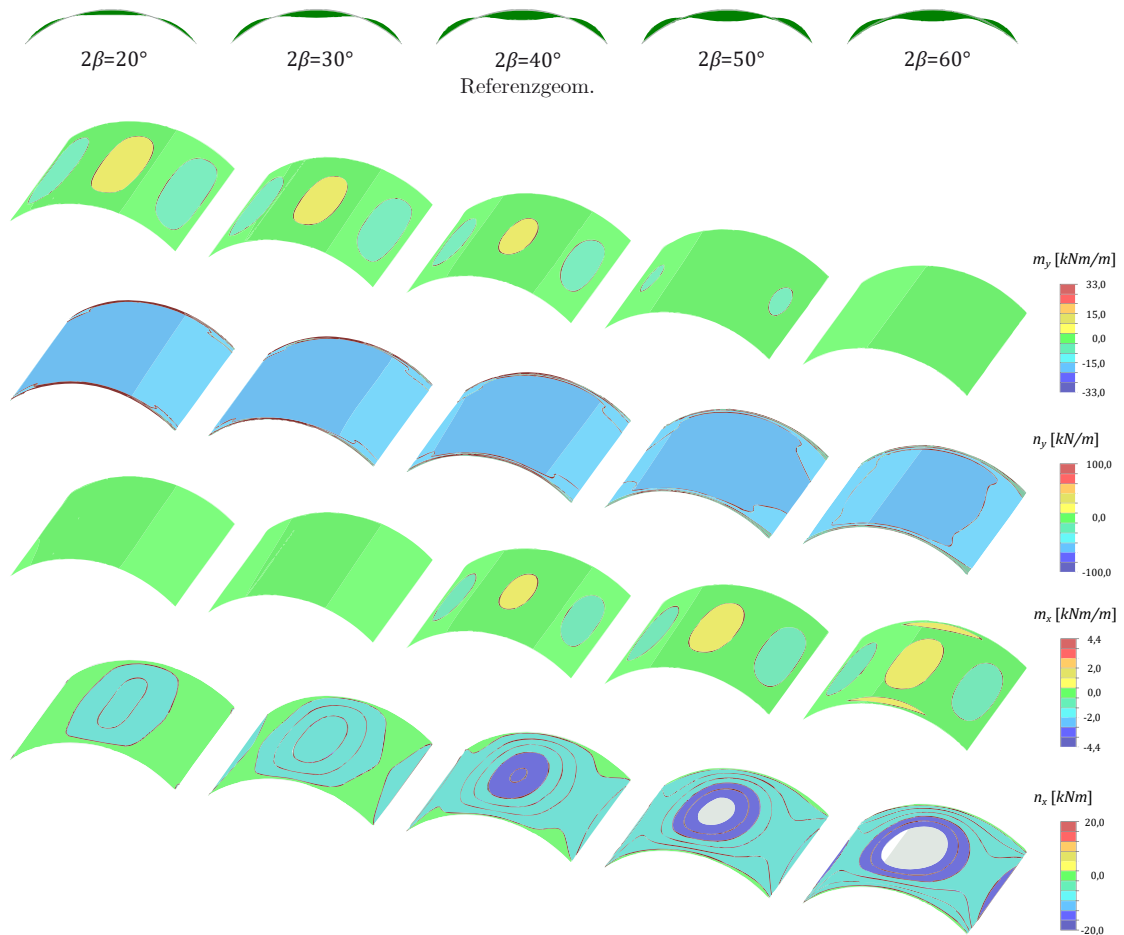 2β=20° 2β=30° 2β=40° 2β=50° 2β=60°
Referenzgeom.
m_y [kNm/m]
33,0
15,0
0,0
-15,0
-33,0
n_y [kN/m]
100,0
0,0
-100,0
m_x [kNm/m]
4,4
2,0
0,0
-2,0
-4,4
n_x [kNm]
20,0
0,0
-20,0